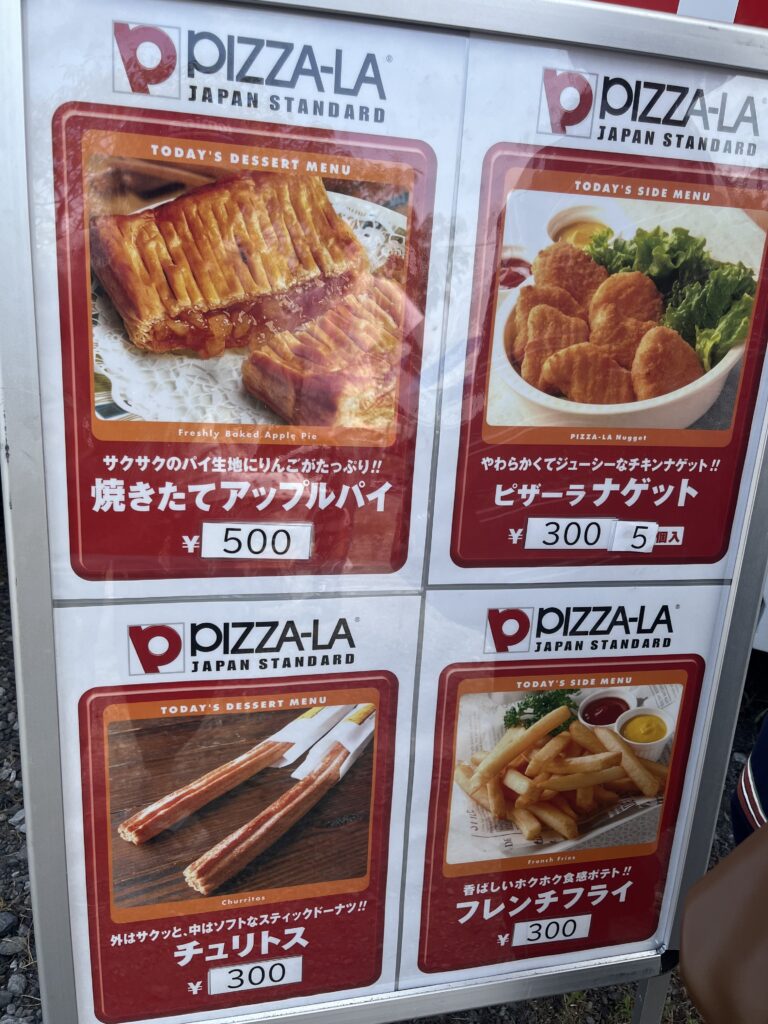 PIZZA-LA®
JAPAN STANDARD
TODAY'S DESSERT MENU
Freshly Baked Apple Pie
サクサクのパイ生地にりんごがたっぷり!!
焼きたてアップルパイ
¥ 500
PIZZA-LA®
JAPAN STANDARD
TODAY'S SIDE MENU
PIZZA-LA Nugget
やわらかくてジューシーなチキンナゲット!!
ピザーラナゲット
¥ 300 5個入
PIZZA-LA®
JAPAN STANDARD
TODAY'S DESSERT MENU
Churritos
外はサクッと、中はソフトなスティックドーナツ!!
チュリトス
¥ 300
PIZZA-LA®
JAPAN STANDARD
TODAY'S SIDE MENU
French Fries
香ばしいホクホク食感ポテト!!
フレンチフライ
¥ 300